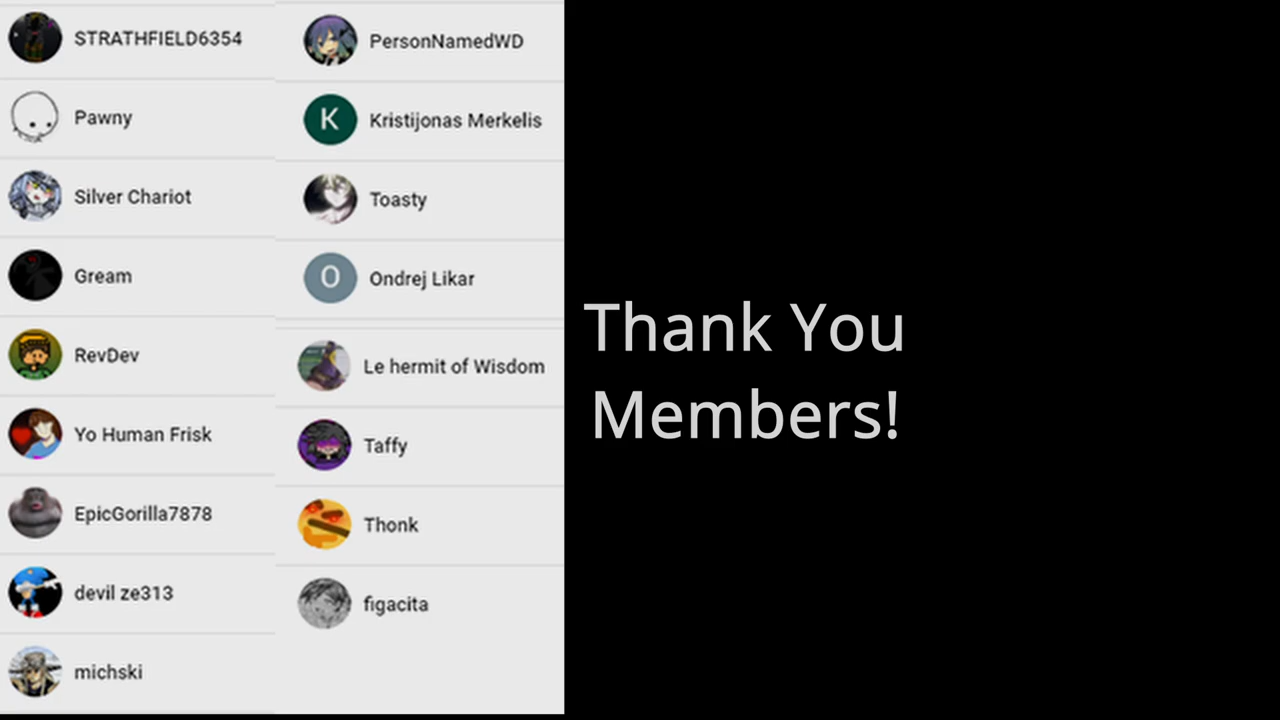 STRATHFIELD6354
Pawny
Silver Chariot
Gream
RevDev
Yo Human Frisk
EpicGorilla7878
devil ze313
michski
PersonNamedWD
K
Kristijonas Merkelis
Toasty
O
Ondrej Likar
Le hermit of Wisdom
Taffy
Thonk
figacita
Thank You
Members!